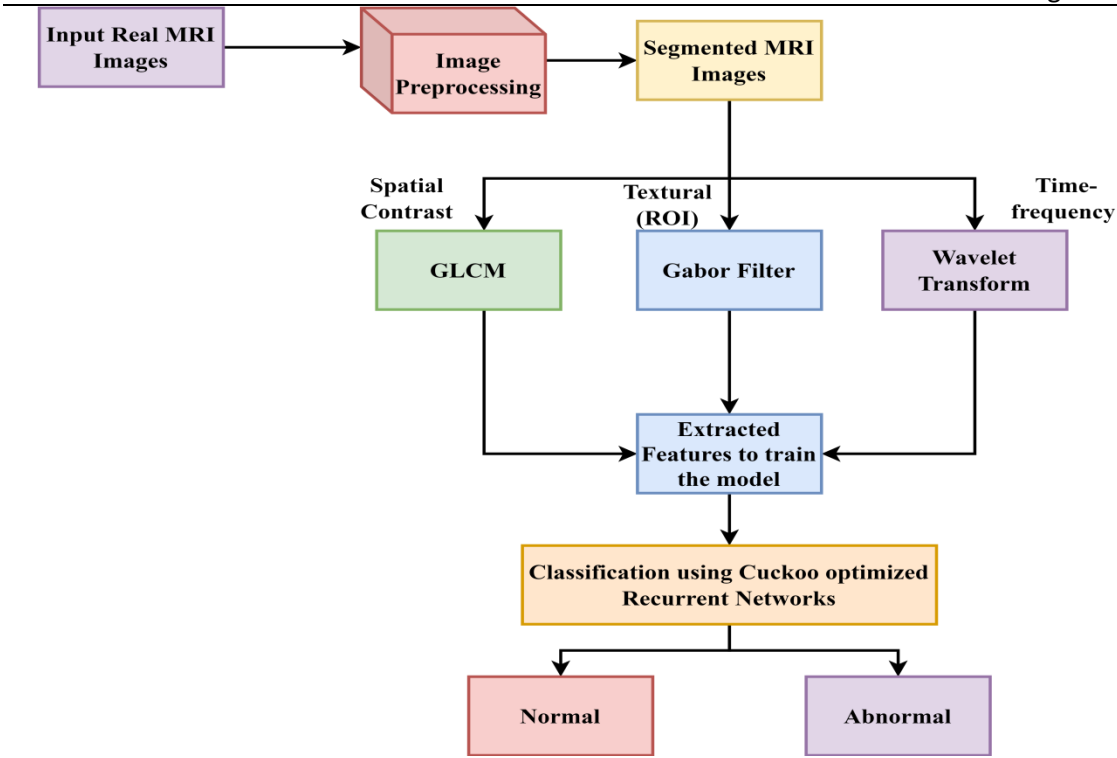 Input Real MRI
Images
Image
Preprocessing
Segmented MRI
Images
Spatial
Contrast
Textural
(ROI)
Time-
frequency
GLCM
Gabor Filter
Wavelet
Transform
Extracted
Features to train
the model
Classification using Cuckoo optimized
Recurrent Networks
Normal
Abnormal